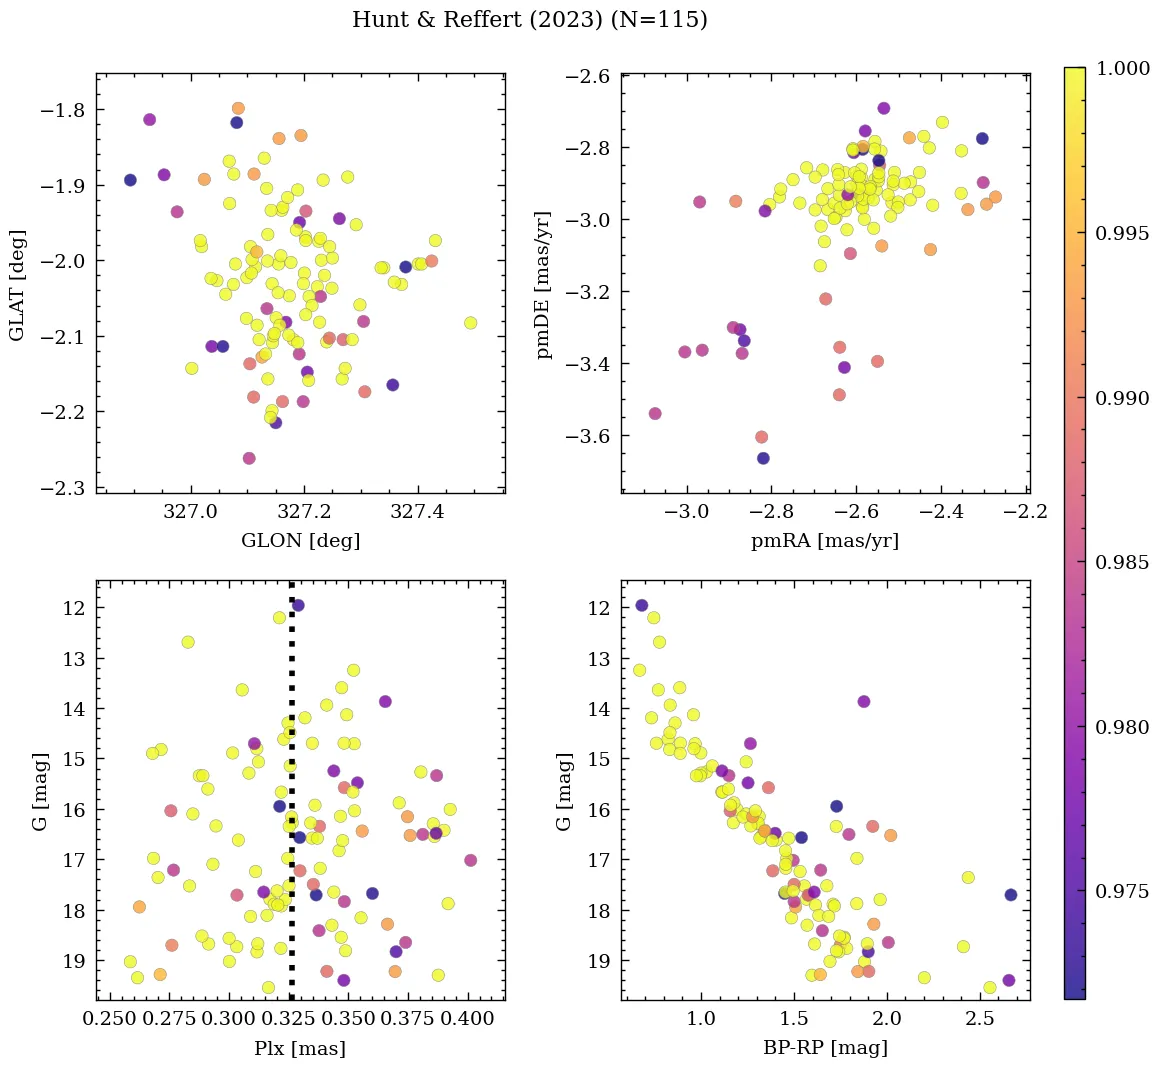 Hunt & Reffert (2023) (N=115)
−1.8
−1.9
−2.0
−2.1
−2.2
−2.3
GLAT [deg]
327.0 327.2 327.4
GLON [deg]
−2.6
−2.8
−3.0
−3.2
−3.4
−3.6
pmDE [mas/yr]
−3.0 −2.8 −2.6 −2.4 −2.2
pmRA [mas/yr]
12
13
14
15
16
17
18
19
G [mag]
0.250 0.275 0.300 0.325 0.350 0.375 0.400
Plx [mas]
12
13
14
15
16
17
18
19
G [mag]
1.0 1.5 2.0 2.5
BP-RP [mag]
1.000
0.995
0.990
0.985
0.980
0.975